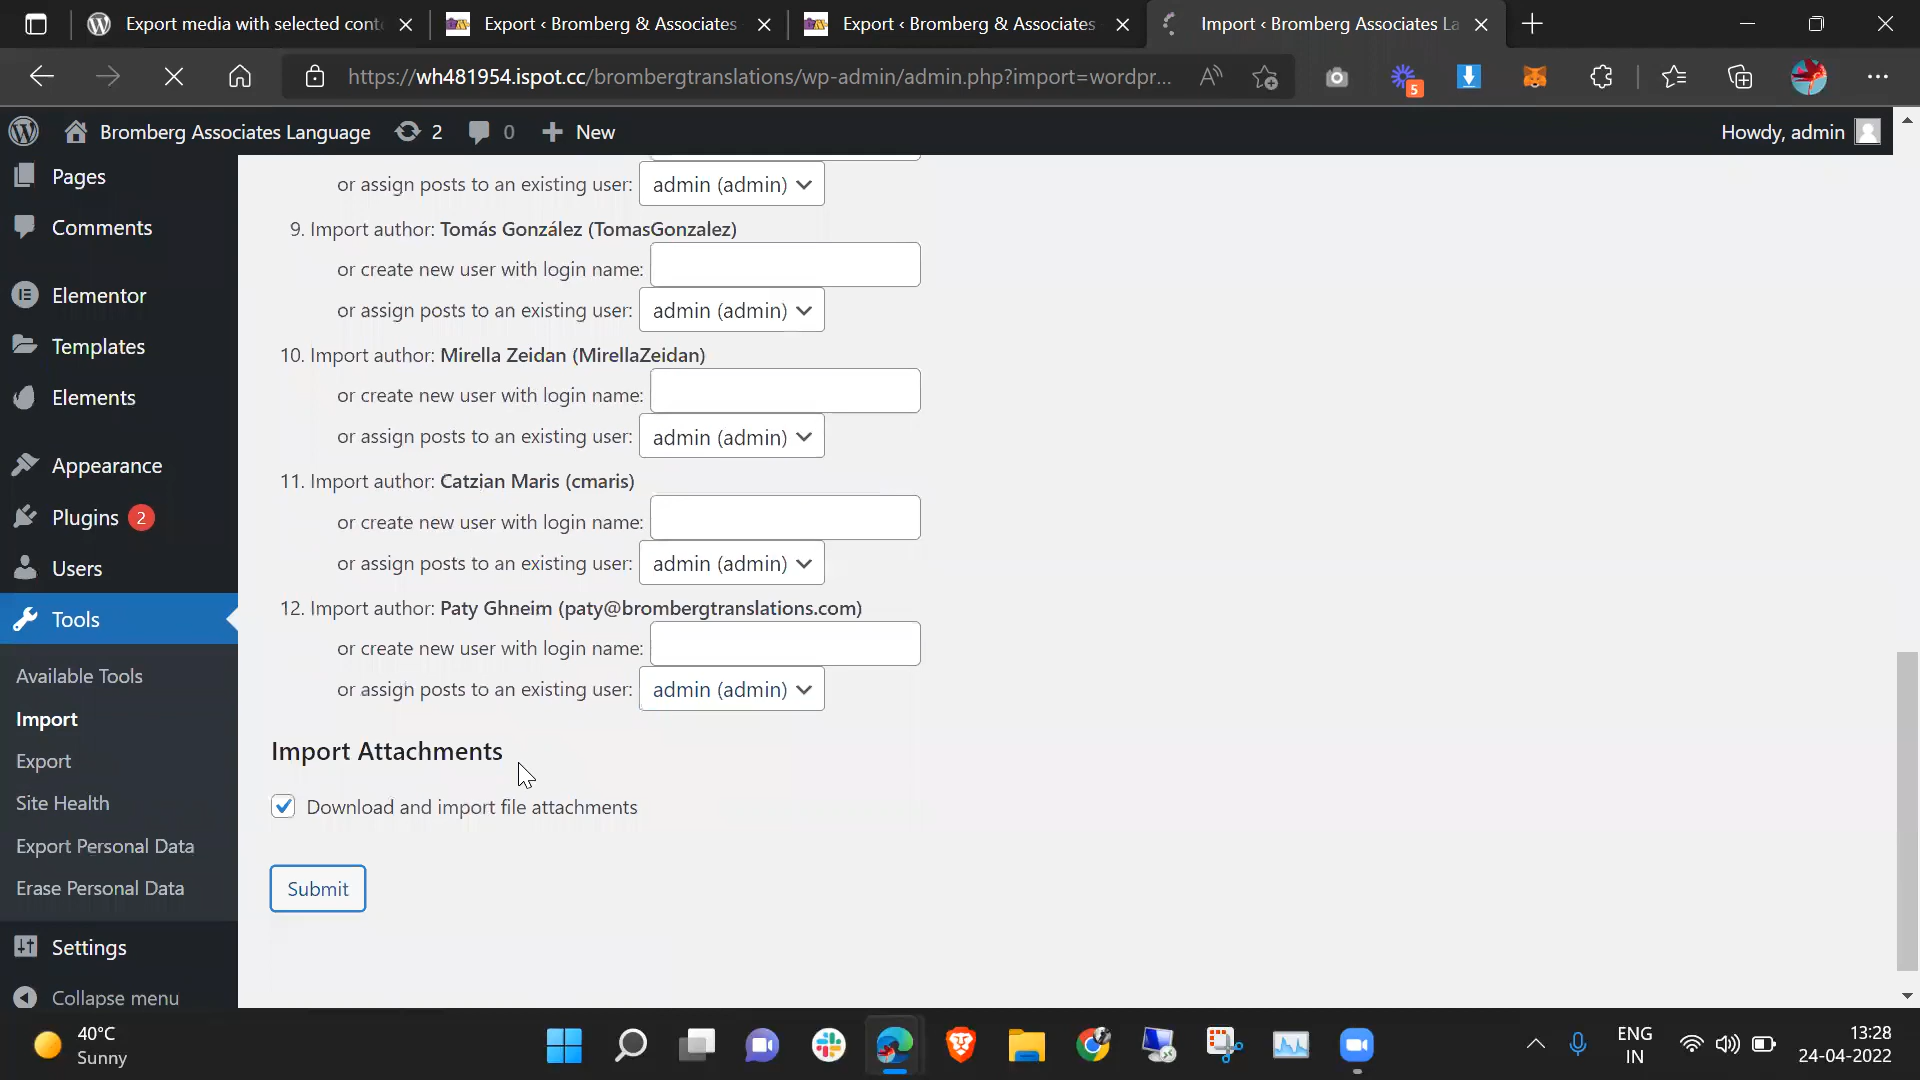 Export media with selected cont
Export ‹ Bromberg & Associates
Export ‹ Bromberg & Associates
Import ‹ Bromberg Associates La
https://wh481954.ispot.cc/brombergtranslations/wp-admin/admin.php?import=wordpr...
5
Bromberg Associates Language
2
0
New
Howdy, admin
Pages
Comments
Elementor
Templates
Elements
Appearance
Plugins 2
Users
Tools
Available Tools
Import
Export
Site Health
Export Personal Data
Erase Personal Data
Settings
Collapse menu
or assign posts to an existing user: admin (admin)
9. Import author: Tomás González (TomasGonzalez)
or create new user with login name:
or assign posts to an existing user: admin (admin)
10. Import author: Mirella Zeidan (MirellaZeidan)
or create new user with login name:
or assign posts to an existing user: admin (admin)
11. Import author: Catzian Maris (cmaris)
or create new user with login name:
or assign posts to an existing user: admin (admin)
12. Import author: Paty Ghneim (paty@brombergtranslations.com)
or create new user with login name:
or assign posts to an existing user: admin (admin)
Import Attachments
Download and import file attachments
Submit
40°C
Sunny
ENG
IN
13:28
24-04-2022